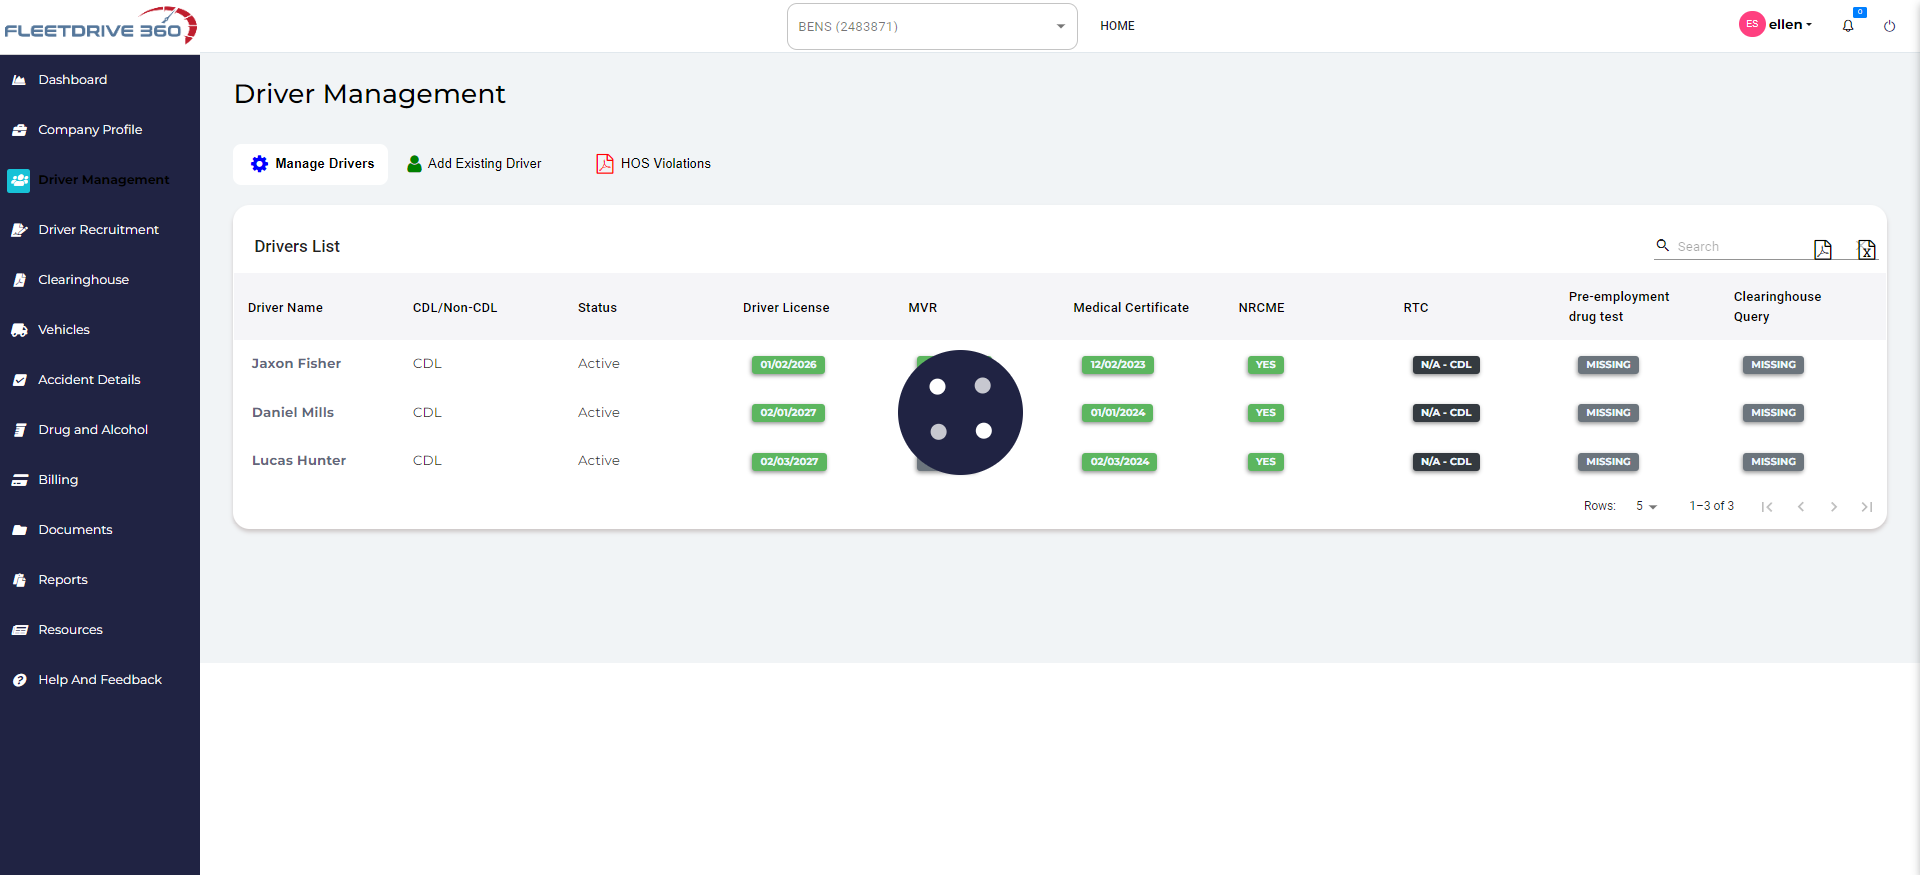 FLEETDRIVE 360
BENS (2483871)
HOME
ES
ellen
0
Dashboard
Company Profile
Driver Management
Driver Recruitment
Clearinghouse
Vehicles
Accident Details
Drug and Alcohol
Billing
Documents
Reports
Resources
Help And Feedback
Driver Management
Manage Drivers
Add Existing Driver
HOS Violations
Drivers List
Search
Driver Name CDL/Non-CDL Status Driver License MVR Medical Certificate NRCME RTC Pre-employment drug test Clearinghouse Query
Jaxon Fisher CDL Active 01/02/2026 12/02/2023 YES N/A - CDL MISSING MISSING
Daniel Mills CDL Active 02/01/2027 01/01/2024 YES N/A - CDL MISSING MISSING
Lucas Hunter CDL Active 02/03/2027 02/03/2024 YES N/A - CDL MISSING MISSING
Rows: 5 1-3 of 3